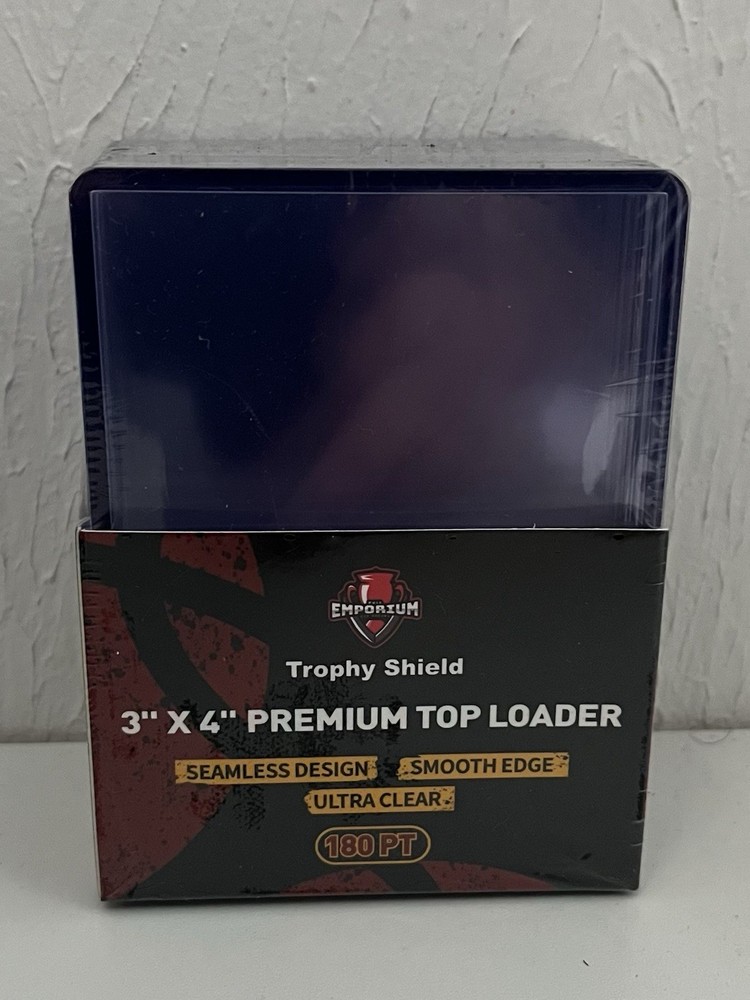 EMPORIUM
Trophy Shield
3" X 4" PREMIUM TOP LOADER
SEAMLESS DESIGN SMOOTH EDGE
ULTRA CLEAR
180 PT